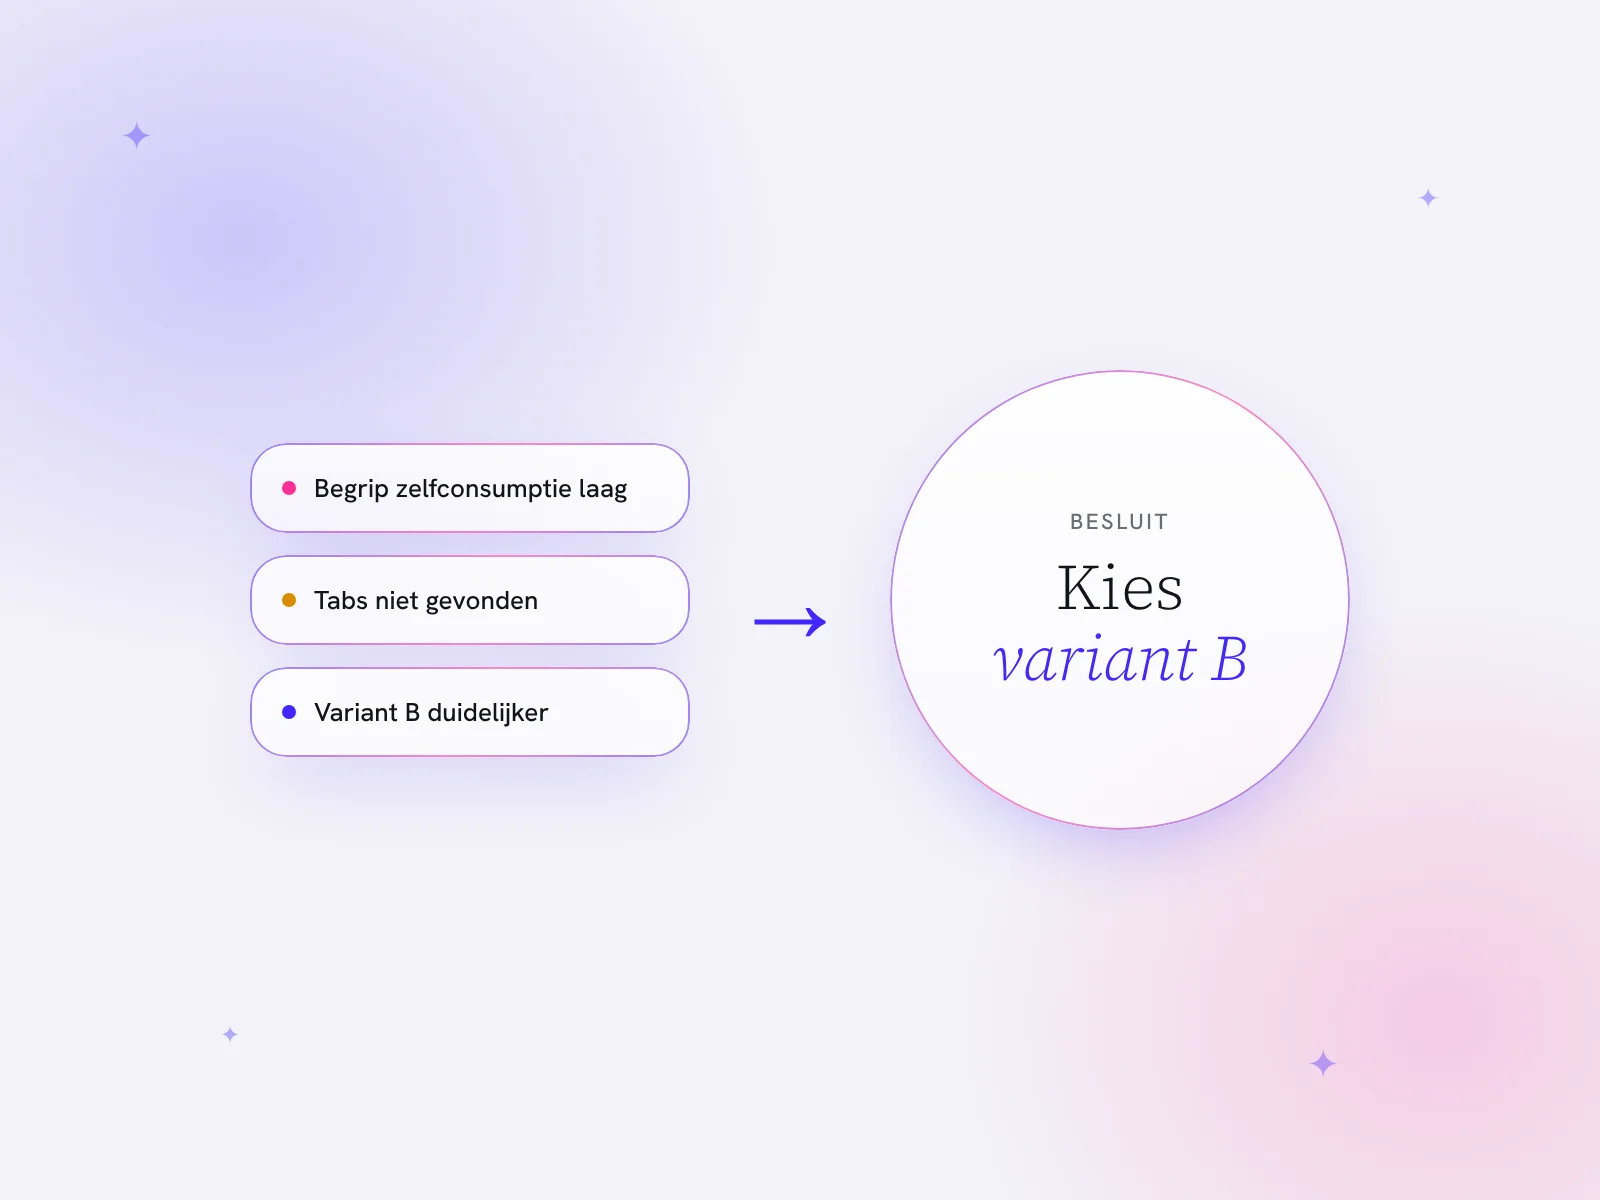 Begrip zelfconsumptie laag
Tabs niet gevonden
Variant B duidelijker
→
BESLUIT
Kies
variant B